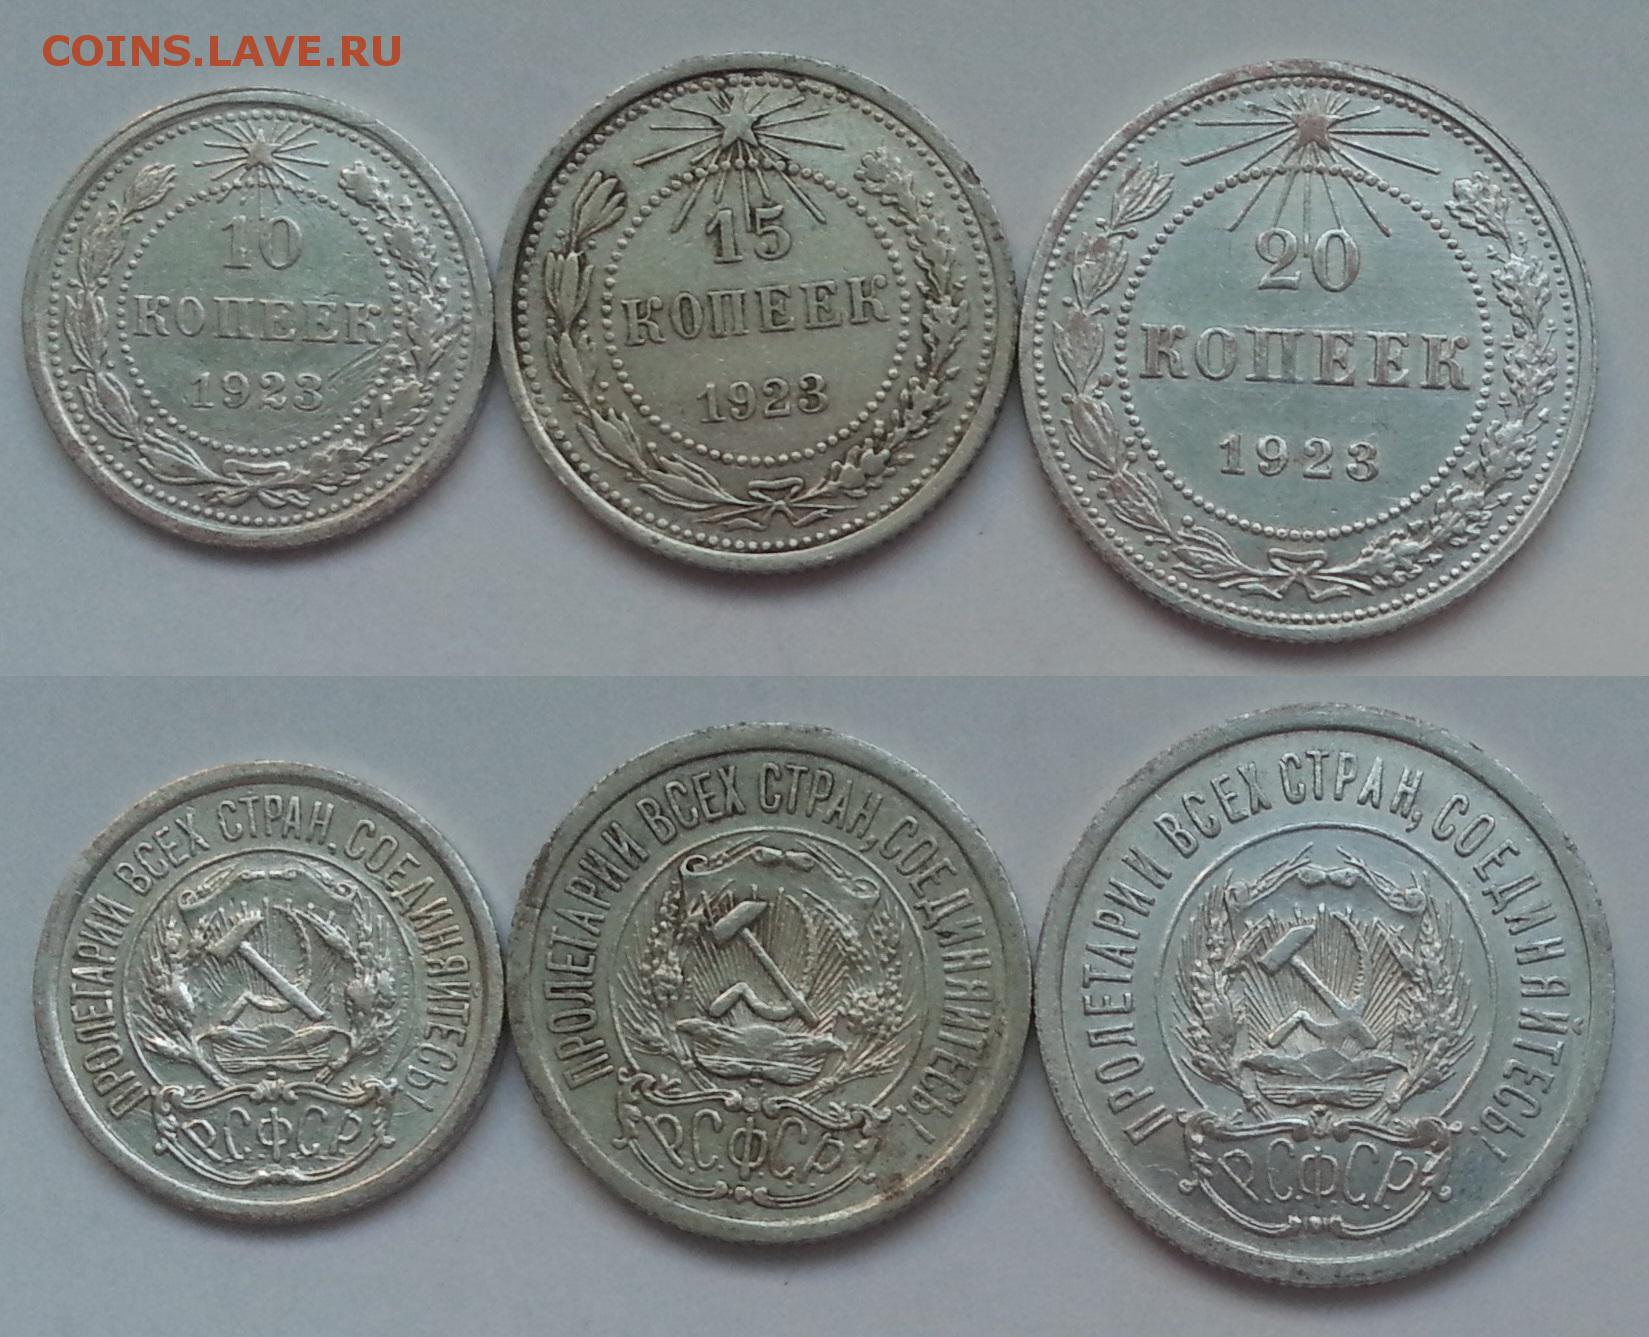 COINS.LAVE.RU
10
КОПЕЕК
1923
15
КОПЕЕК
1923
20
КОПЕЕК
1923
ПРОЛЕТАРИИ ВСЕХ СТРАН, СОЕДИНЯЙТЕСЬ!
Р.С.Ф.С.Р.
ПРОЛЕТАРИИ ВСЕХ СТРАН, СОЕДИНЯЙТЕСЬ!
Р.С.Ф.С.Р.
ПРОЛЕТАРИИ ВСЕХ СТРАН, СОЕДИНЯЙТЕСЬ!
Р.С.Ф.С.Р.